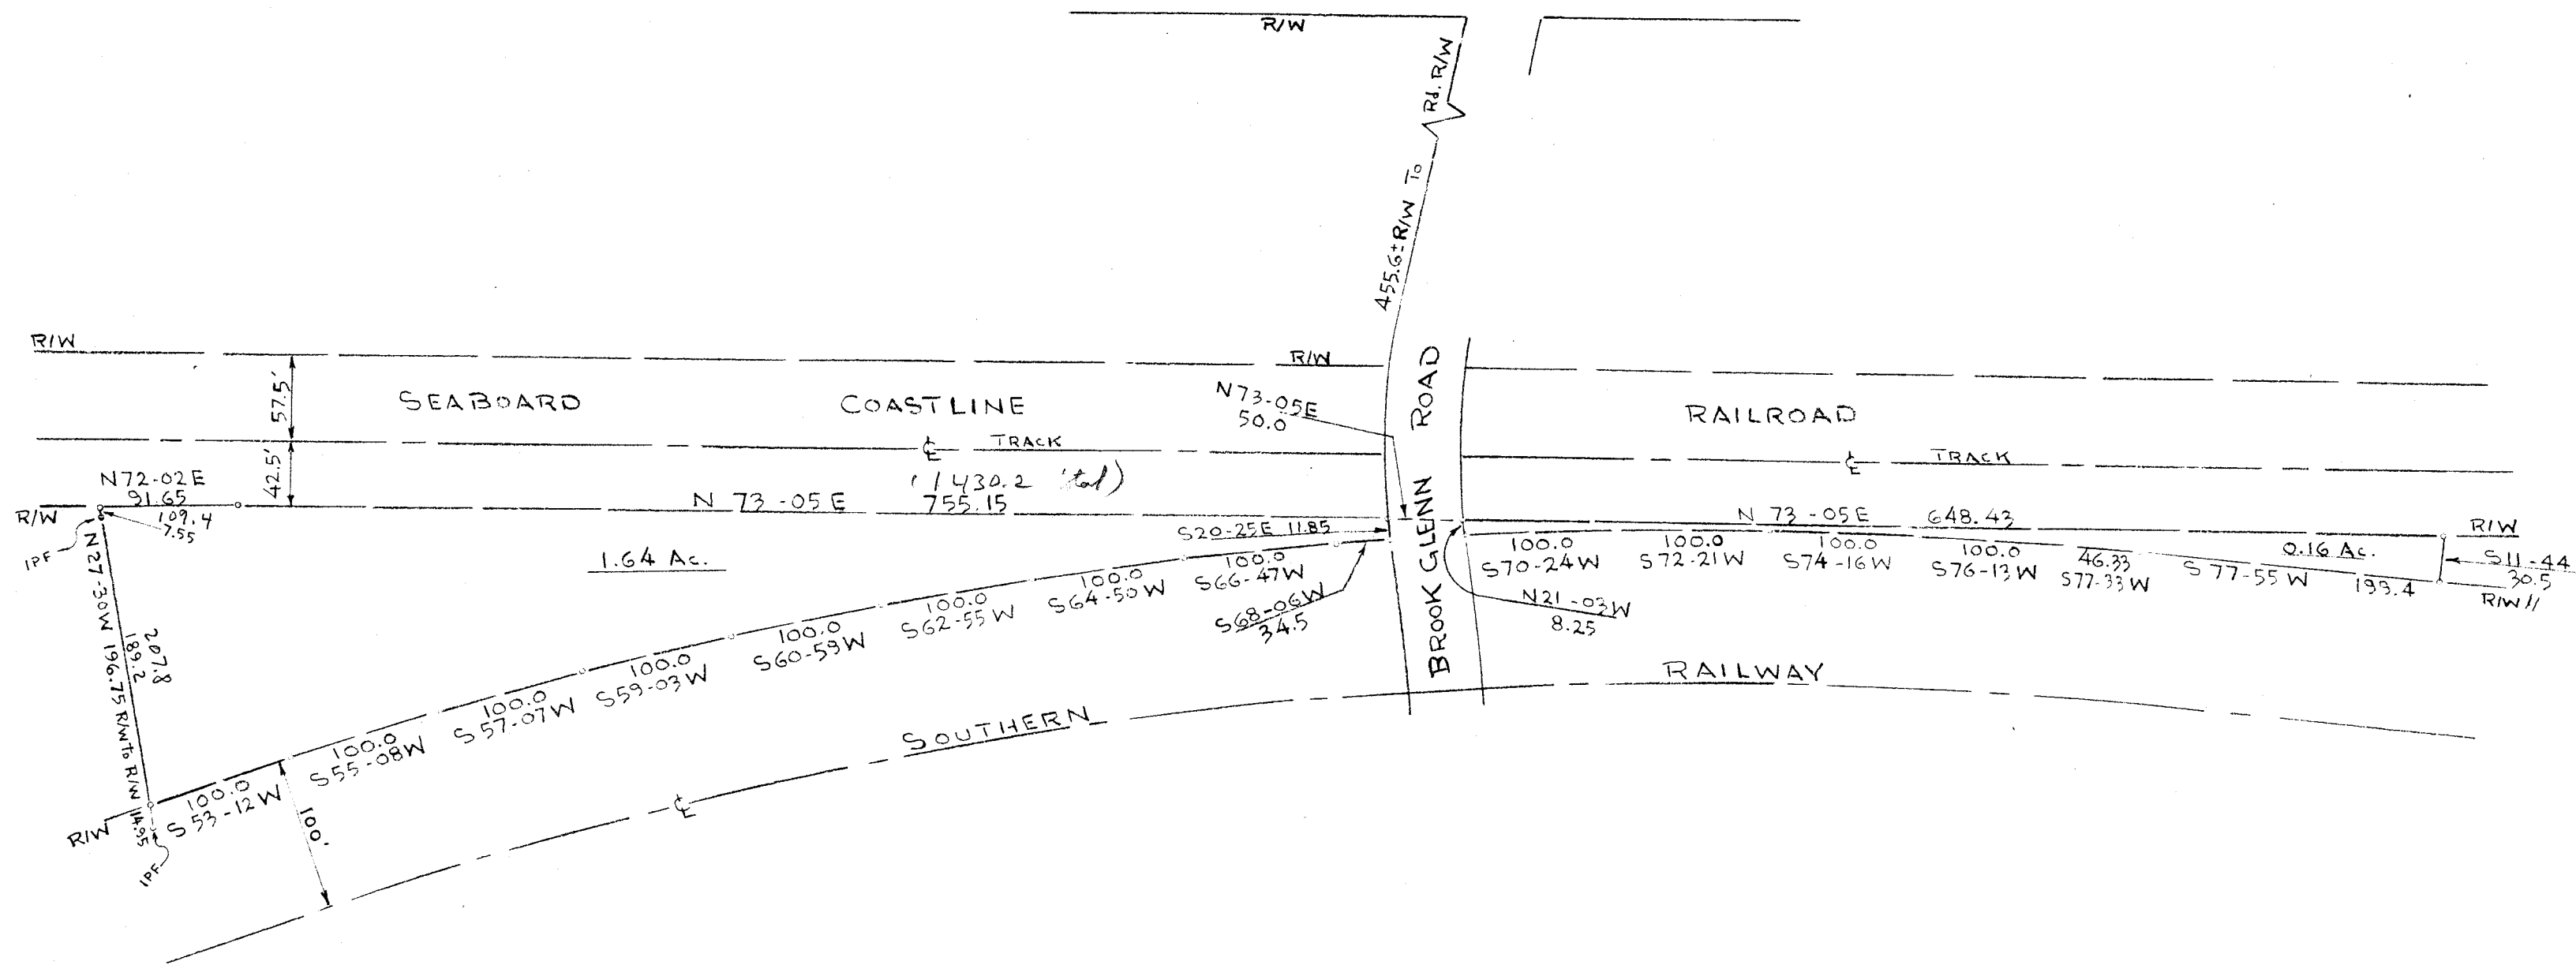 R/W
Rd. R/W
455.6± R/W To
R/W
R/W
57.5'
SEABOARD COASTLINE RAILROAD
N73-05E
50.0
BROOK GLENN ROAD
℄ TRACK
℄ TRACK
42.5'
N72-02E
91.65
109.4
7.55
R/W
IPF
N 73-05E 755.15
S20-25E 11.85
N 73-05E 648.43
R/W
1.64 Ac.
0.16 Ac.
S11-44
30.5
R/W
N27-30W 196.75 R/W To R/W
207.8
189.2
14.95
IPF
R/W
100.0
S53-12W
100.0
S55-08W
100.0
S57-07W
100.0
S59-03W
100.0
S60-59W
100.0
S62-55W
100.0
S64-50W
100.0
S66-47W
S68-06W
34.5
N21-03W
8.25
100.0
S70-24W
100.0
S72-21W
100.0
S74-16W
100.0
S76-13W
46.33
S77-33W
S77-55W 193.4
100'
℄
SOUTHERN RAILWAY